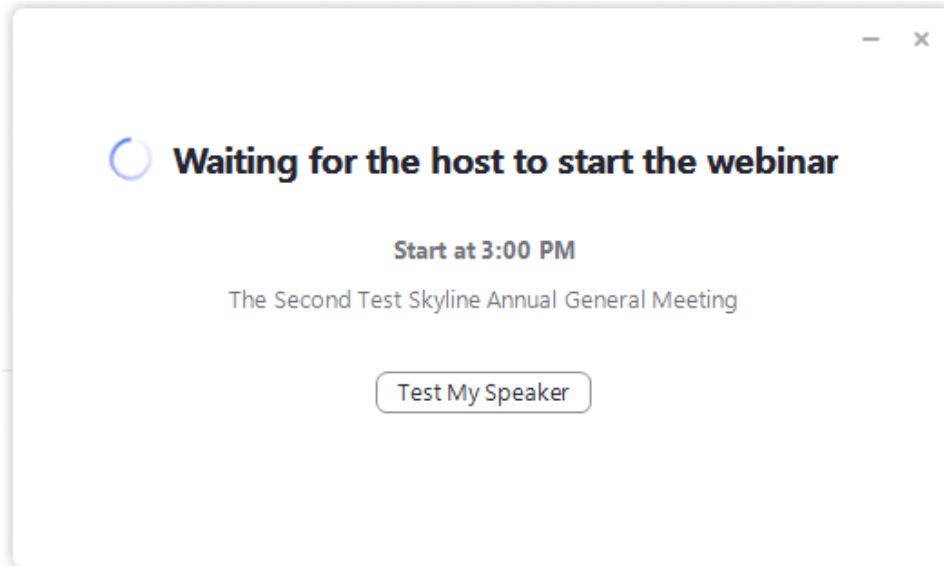 Waiting for the host to start the webinar
Start at 3:00 PM
The Second Test Skyline Annual General Meeting
Test My Speaker